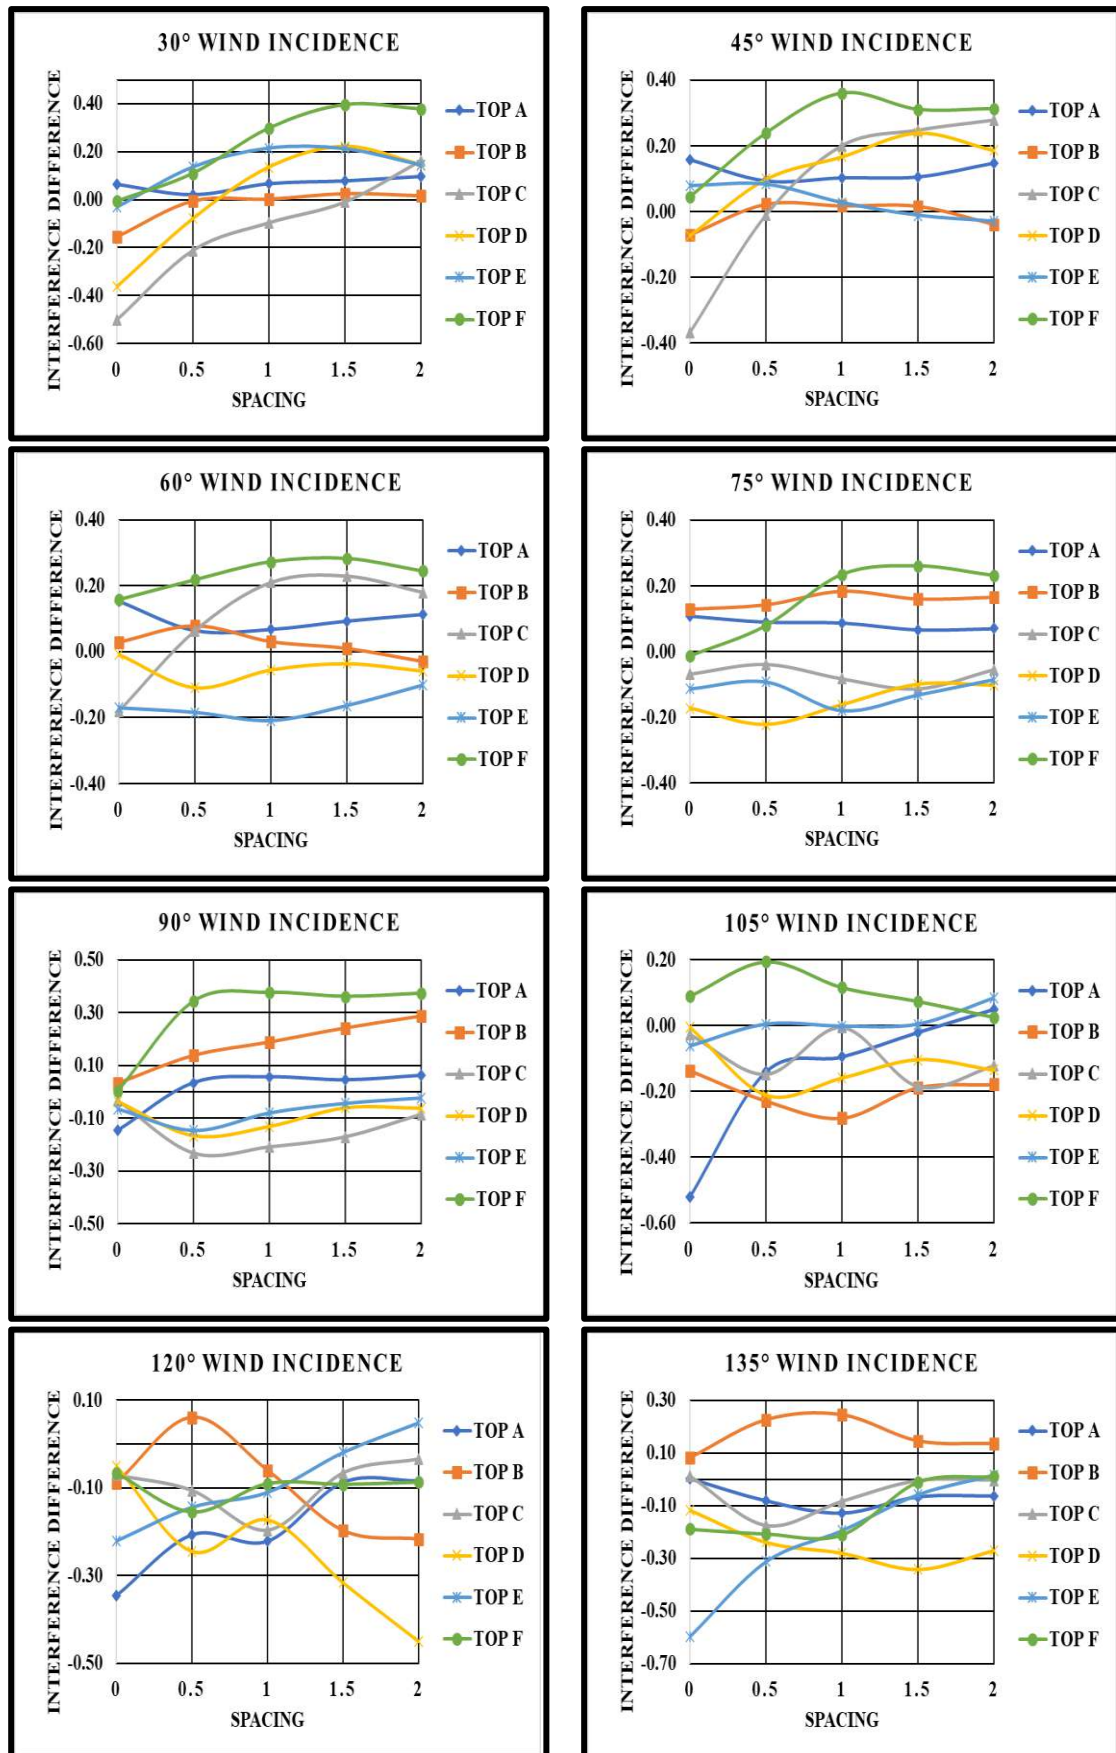 30° WIND INCIDENCE
INTERFERENCE DIFFERENCE
0.40
0.20
0.00
-0.20
-0.40
-0.60
0 0.5 1 1.5 2
SPACING
TOP A
TOP B
TOP C
TOP D
TOP E
TOP F
45° WIND INCIDENCE
INTERFERENCE DIFFERENCE
0.40
0.20
0.00
-0.20
-0.40
0 0.5 1 1.5 2
SPACING
TOP A
TOP B
TOP C
TOP D
TOP E
TOP F
60° WIND INCIDENCE
INTERFERENCE DIFFERENCE
0.40
0.20
0.00
-0.20
-0.40
0 0.5 1 1.5 2
SPACING
TOP A
TOP B
TOP C
TOP D
TOP E
TOP F
75° WIND INCIDENCE
INTERFERENCE DIFFERENCE
0.40
0.20
0.00
-0.20
-0.40
0 0.5 1 1.5 2
SPACING
TOP A
TOP B
TOP C
TOP D
TOP E
TOP F
90° WIND INCIDENCE
INTERFERENCE DIFFERENCE
0.50
0.30
0.10
-0.10
-0.30
-0.50
0 0.5 1 1.5 2
SPACING
TOP A
TOP B
TOP C
TOP D
TOP E
TOP F
105° WIND INCIDENCE
INTERFERENCE DIFFERENCE
0.20
0.00
-0.20
-0.40
-0.60
0 0.5 1 1.5 2
SPACING
TOP A
TOP B
TOP C
TOP D
TOP E
TOP F
120° WIND INCIDENCE
INTERFERENCE DIFFERENCE
0.10
-0.10
-0.30
-0.50
0 0.5 1 1.5 2
SPACING
TOP A
TOP B
TOP C
TOP D
TOP E
TOP F
135° WIND INCIDENCE
INTERFERENCE DIFFERENCE
0.30
0.10
-0.10
-0.30
-0.50
-0.70
0 0.5 1 1.5 2
SPACING
TOP A
TOP B
TOP C
TOP D
TOP E
TOP F